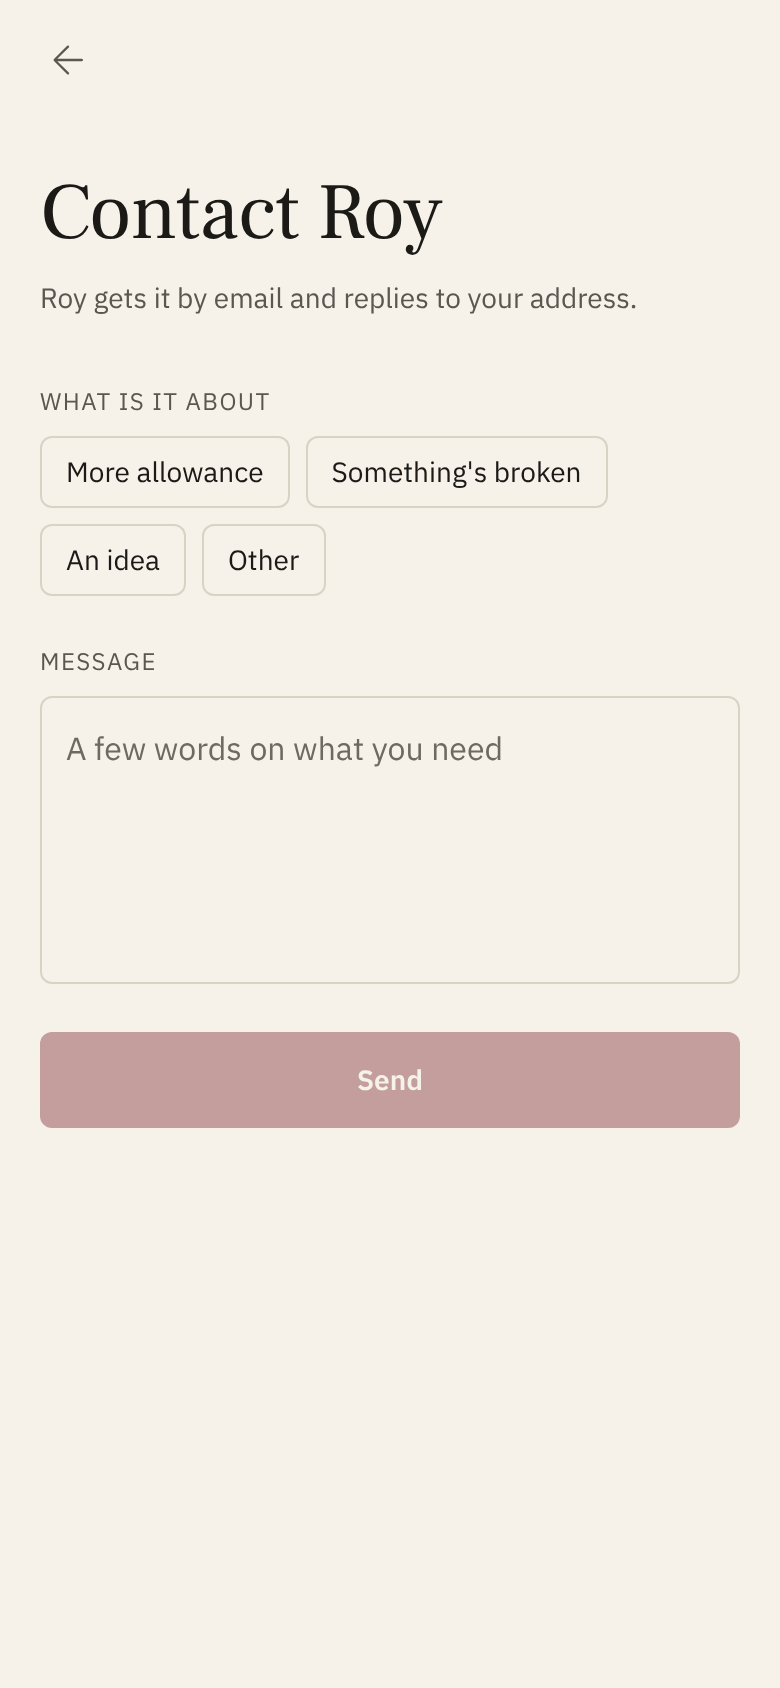 Contact Roy
Roy gets it by email and replies to your address.
WHAT IS IT ABOUT
More allowance
Something's broken
An idea
Other
MESSAGE
A few words on what you need
Send